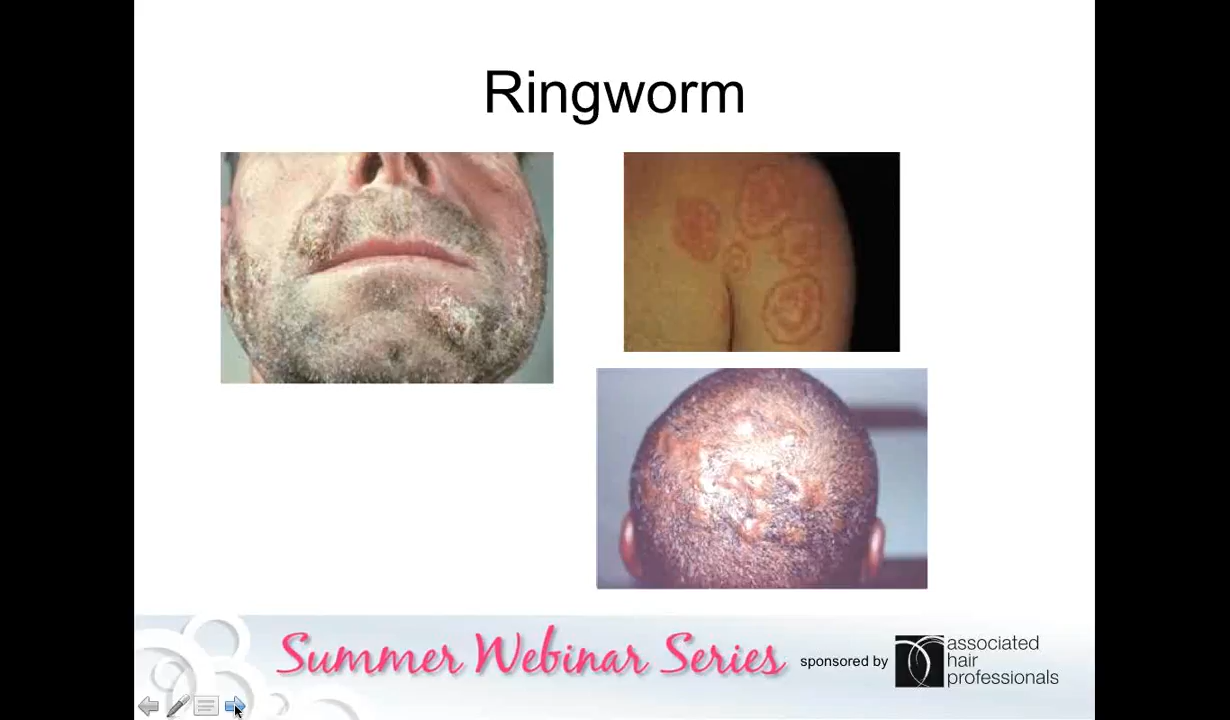 Ringworm
Summer Webinar Series
sponsored by
associated
hair
professionals